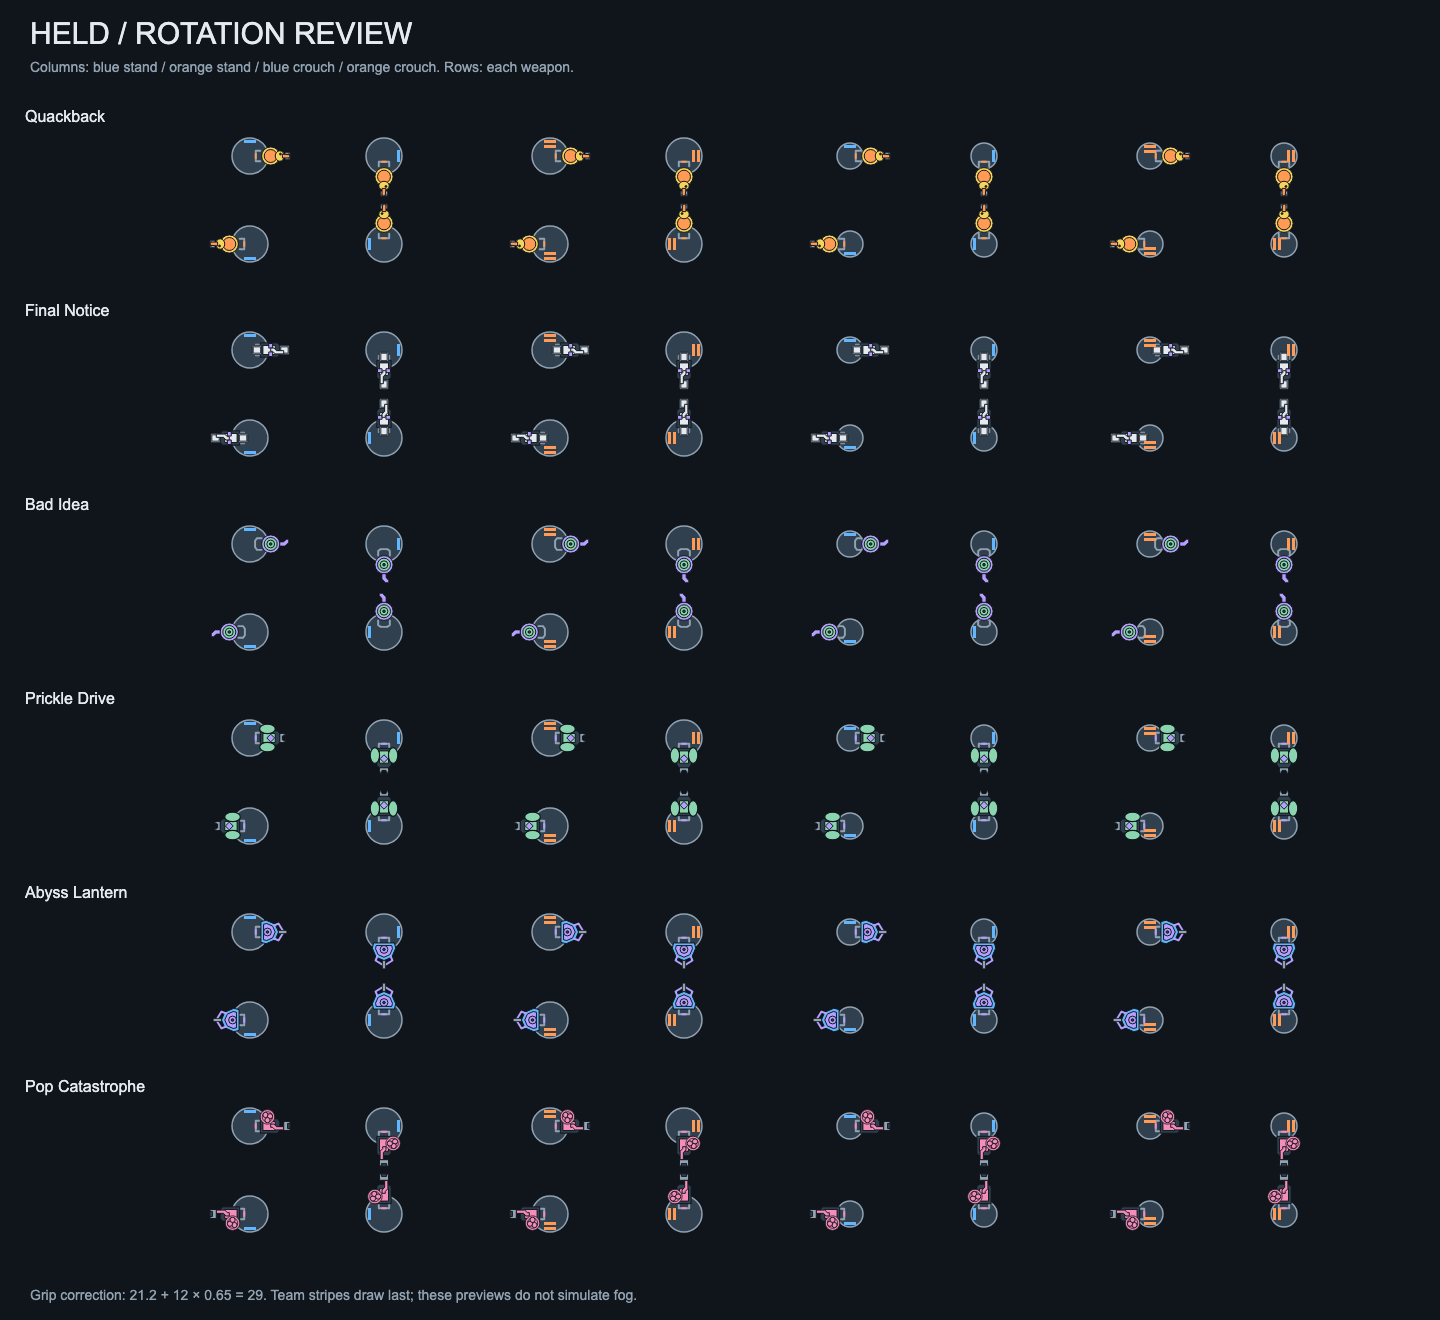 HELD / ROTATION REVIEW
Columns: blue stand / orange stand / blue crouch / orange crouch. Rows: each weapon.
Quackback
Final Notice
Bad Idea
Prickle Drive
Abyss Lantern
Pop Catastrophe
Grip correction: 21.2 + 12 × 0.65 = 29. Team stripes draw last; these previews do not simulate fog.